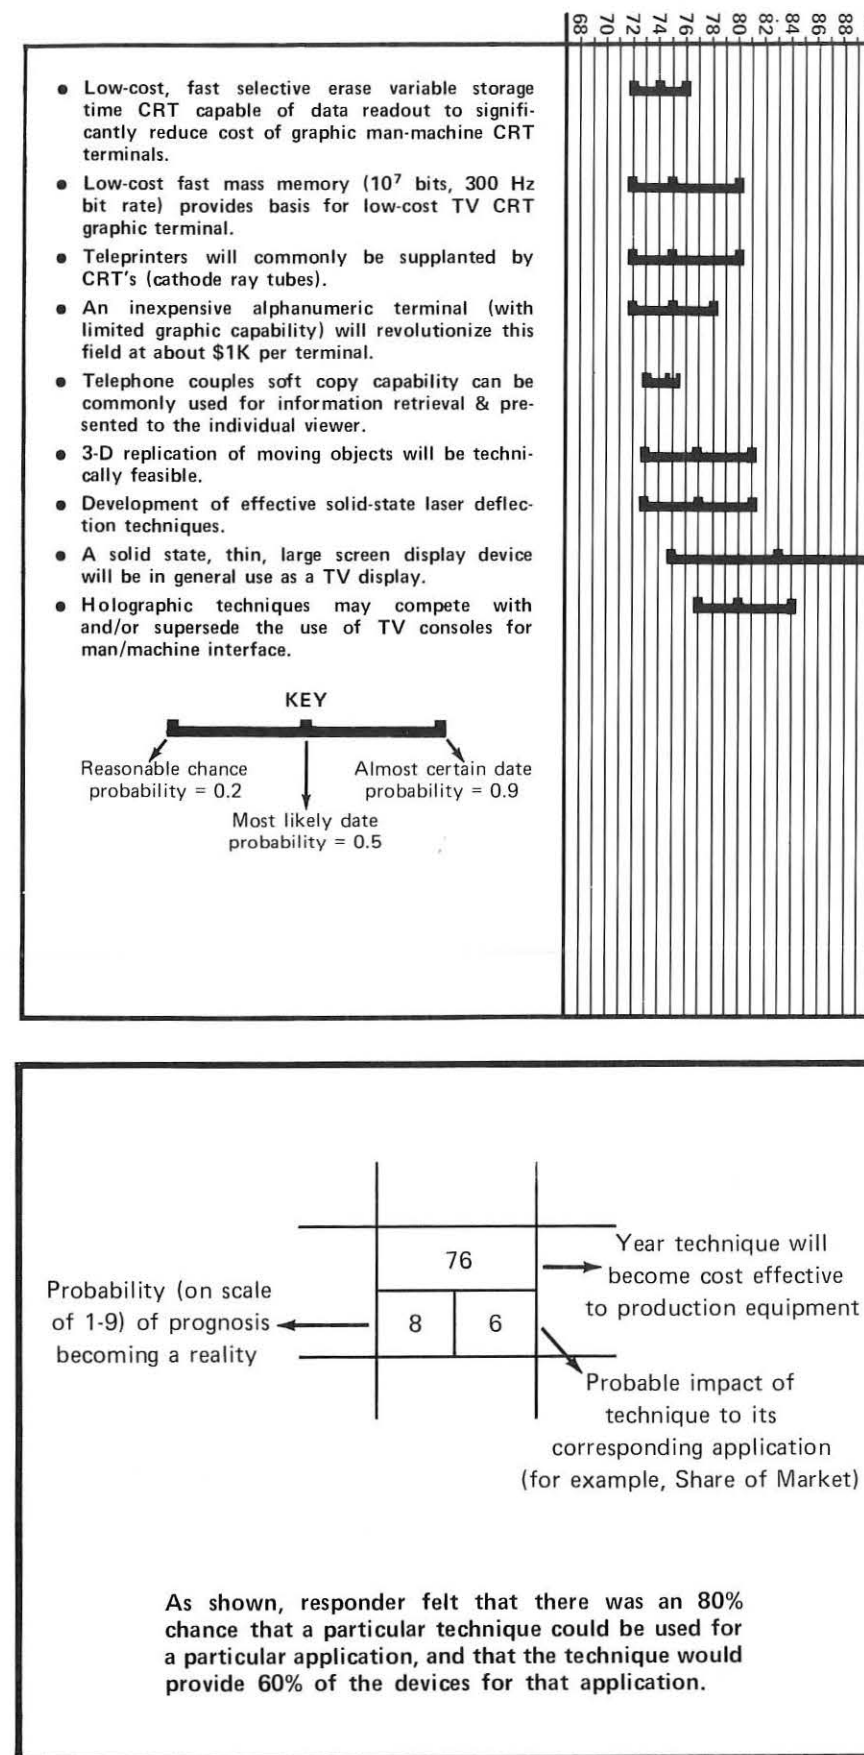 68 70 72 74 76 78 80 82 84 86 88
• Low-cost, fast selective erase variable storage
time CRT capable of data readout to signifi-
cantly reduce cost of graphic man-machine CRT
terminals.
• Low-cost fast mass memory (10⁷ bits, 300 Hz
bit rate) provides basis for low-cost TV CRT
graphic terminal.
• Teleprinters will commonly be supplanted by
CRT's (cathode ray tubes).
• An inexpensive alphanumeric terminal (with
limited graphic capability) will revolutionize this
field at about $1K per terminal.
• Telephone couples soft copy capability can be
commonly used for information retrieval & pre-
sented to the individual viewer.
• 3-D replication of moving objects will be techni-
cally feasible.
• Development of effective solid-state laser deflec-
tion techniques.
• A solid state, thin, large screen display device
will be in general use as a TV display.
• Holographic techniques may compete with
and/or supersede the use of TV consoles for
man/machine interface.
KEY
Reasonable chance
probability = 0.2
Almost certain date
probability = 0.9
Most likely date
probability = 0.5
76
8 6
Year technique will
become cost effective
to production equipment
Probability (on scale
of 1-9) of prognosis
becoming a reality
Probable impact of
technique to its
corresponding application
(for example, Share of Market)
As shown, responder felt that there was an 80%
chance that a particular technique could be used for
a particular application, and that the technique would
provide 60% of the devices for that application.